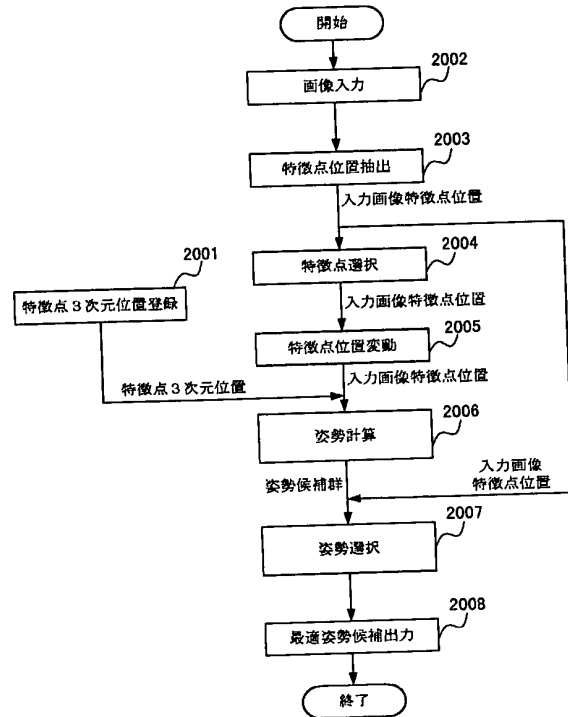 開始
2002
画像入力
2003
特徴点位置抽出
入力画像特徴点位置
2004
特徴点選択
2001
特徴点3次元位置登録
入力画像特徴点位置
2005
特徴点位置変動
特徴点3次元位置
入力画像特徴点位置
2006
姿勢計算
姿勢候補群
入力画像
特徴点位置
2007
姿勢選択
2008
最適姿勢候補出力
終了